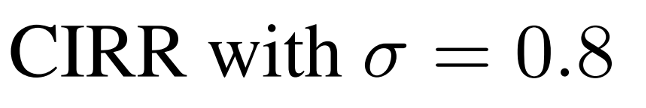 CIRR with σ = 0.8